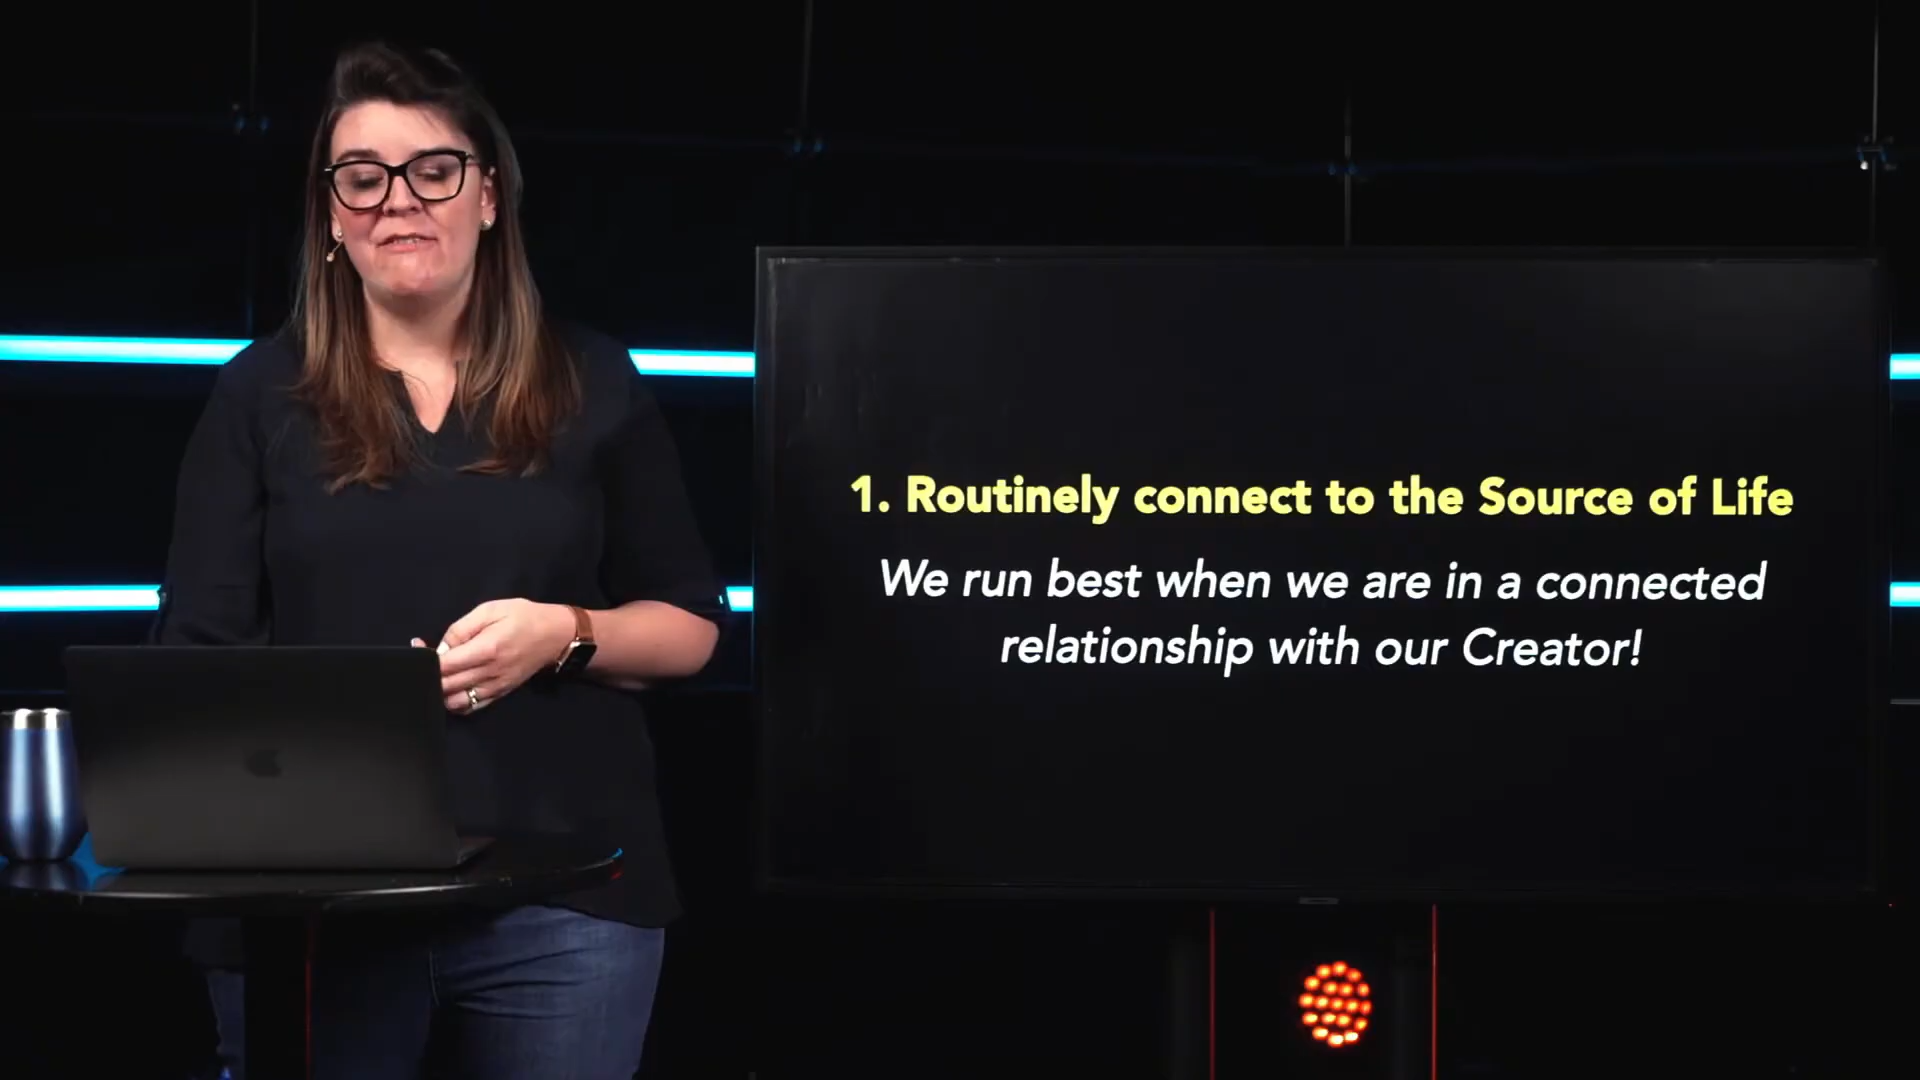 1. Routinely connect to the Source of Life
We run best when we are in a connected
relationship with our Creator!